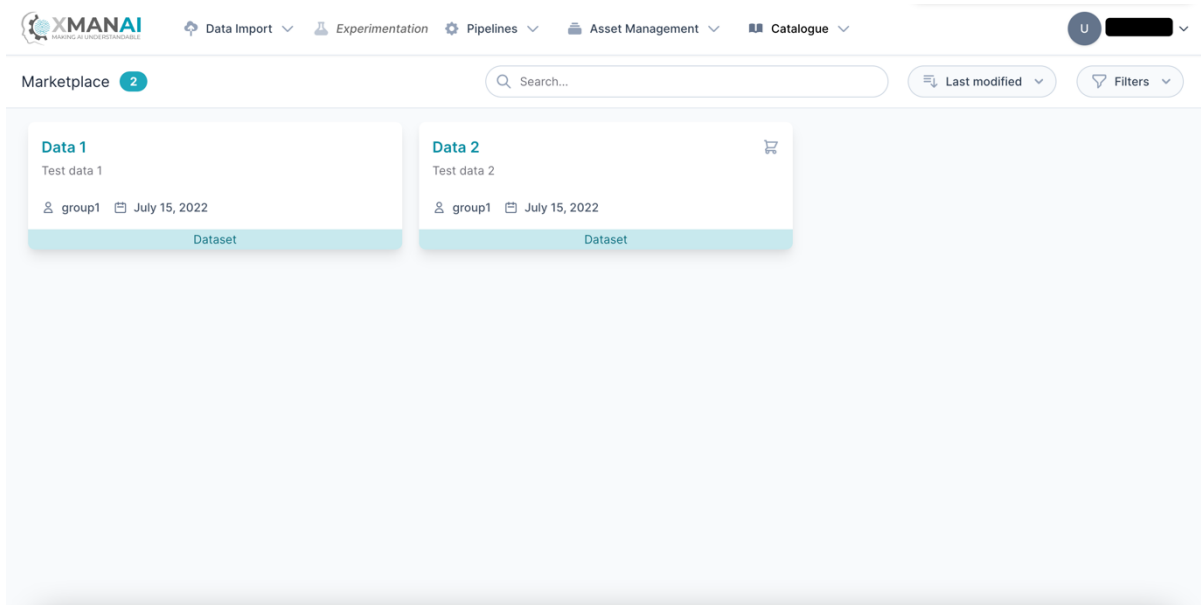 XMANAI
MAKING AI UNDERSTANDABLE
Data Import
Experimentation
Pipelines
Asset Management
Catalogue
U
Marketplace 2
Search...
Last modified
Filters
Data 1
Test data 1
group1 July 15, 2022
Dataset
Data 2
Test data 2
group1 July 15, 2022
Dataset